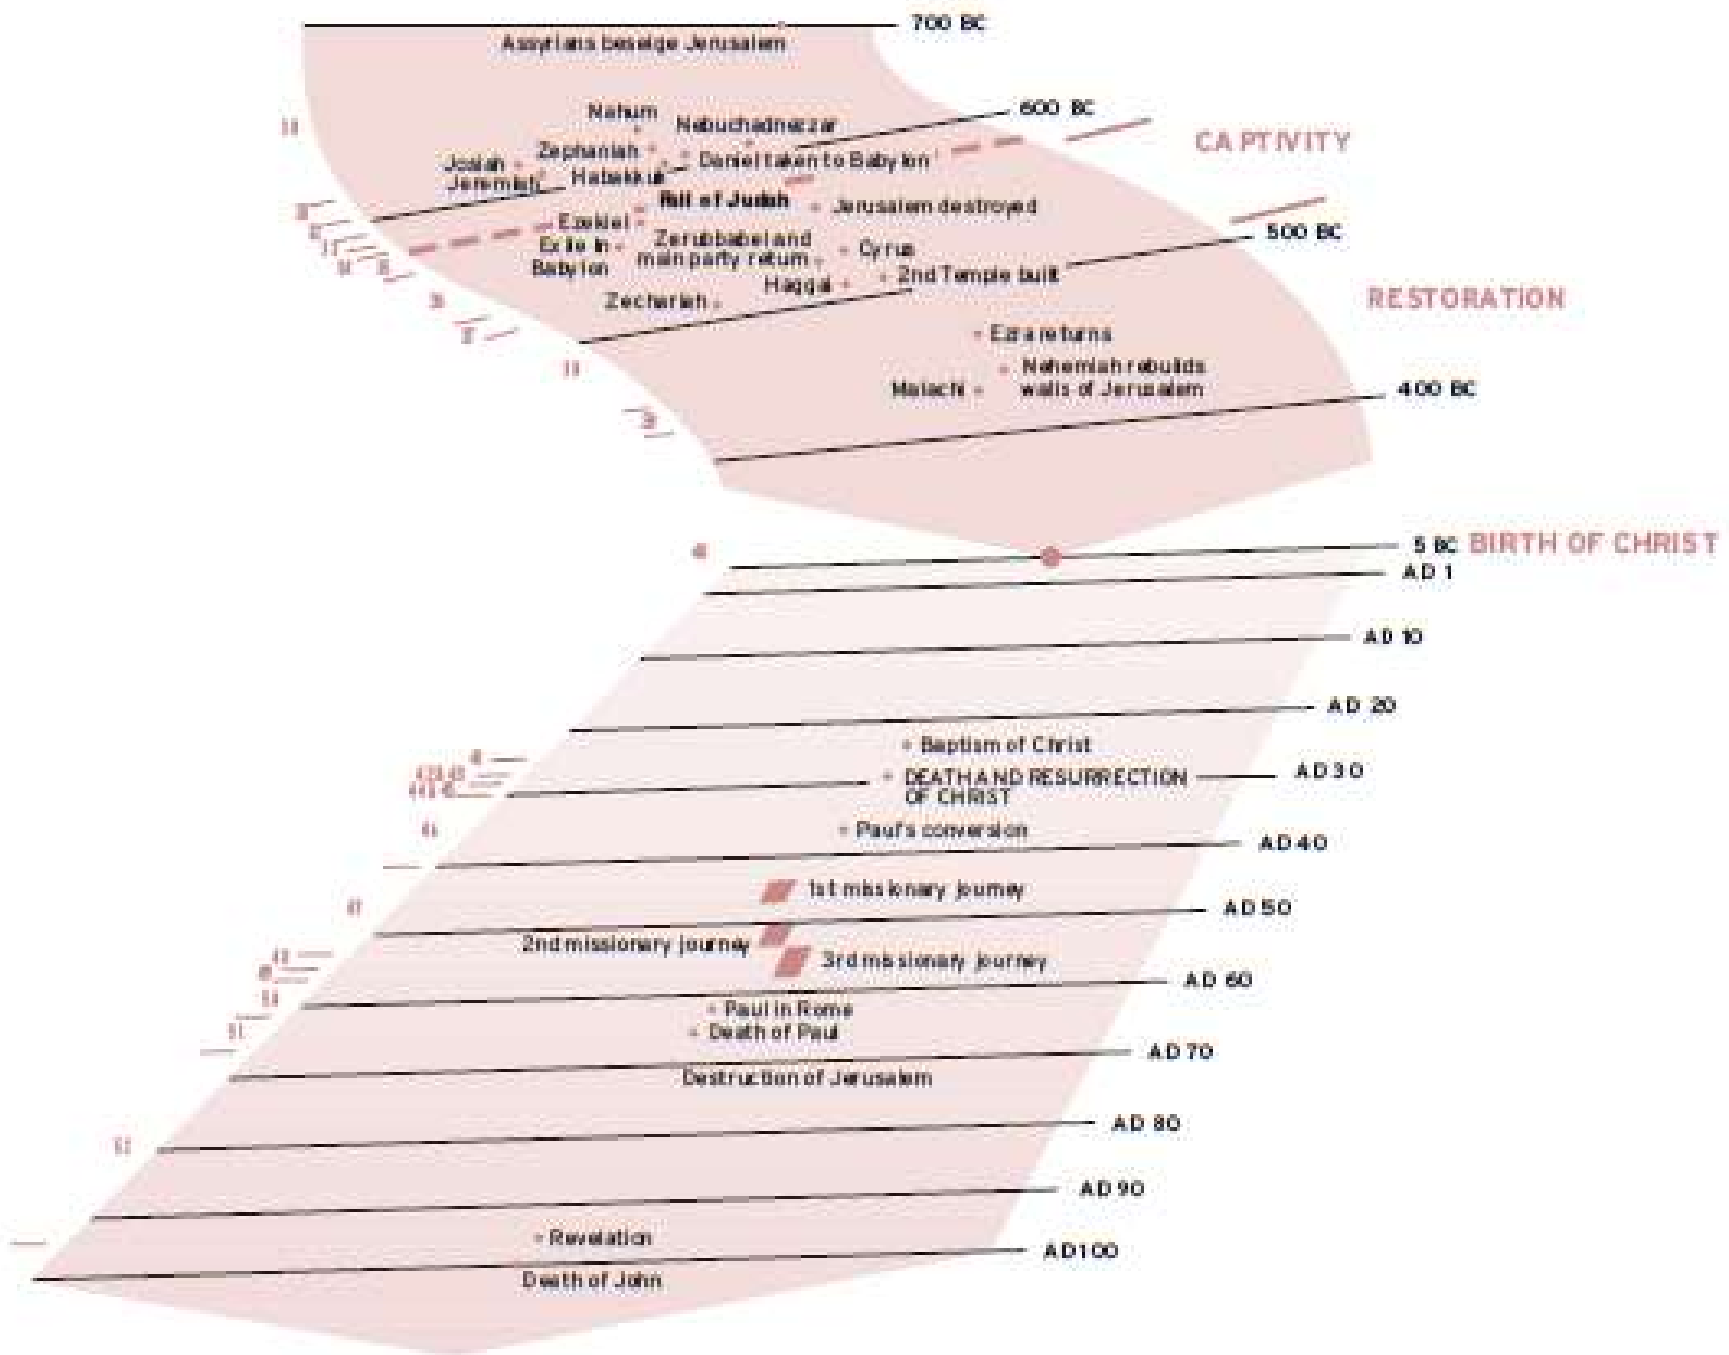 700 BC
Assyrians beseige Jerusalem
600 BC
Nahum
Nebuchadnezzar
CAPTIVITY
Zephaniah
Josiah
Daniel taken to Babylon
Jeremiah
Habakkuk
Fall of Judah
Jerusalem destroyed
Ezekiel
500 BC
Exile in
Babylon
Zerubbabel and
main party return
Cyrus
Haggai
2nd Temple built
Zechariah
RESTORATION
Ezra returns
Nehemiah rebuilds
walls of Jerusalem
Malachi
400 BC
5 BC BIRTH OF CHRIST
AD 1
AD 10
AD 20
Baptism of Christ
DEATH AND RESURRECTION
OF CHRIST
AD 30
Paul's conversion
AD 40
1st missionary journey
AD 50
2nd missionary journey
3rd missionary journey
AD 60
Paul in Rome
Death of Paul
AD 70
Destruction of Jerusalem
AD 80
AD 90
Revelation
AD 100
Death of John